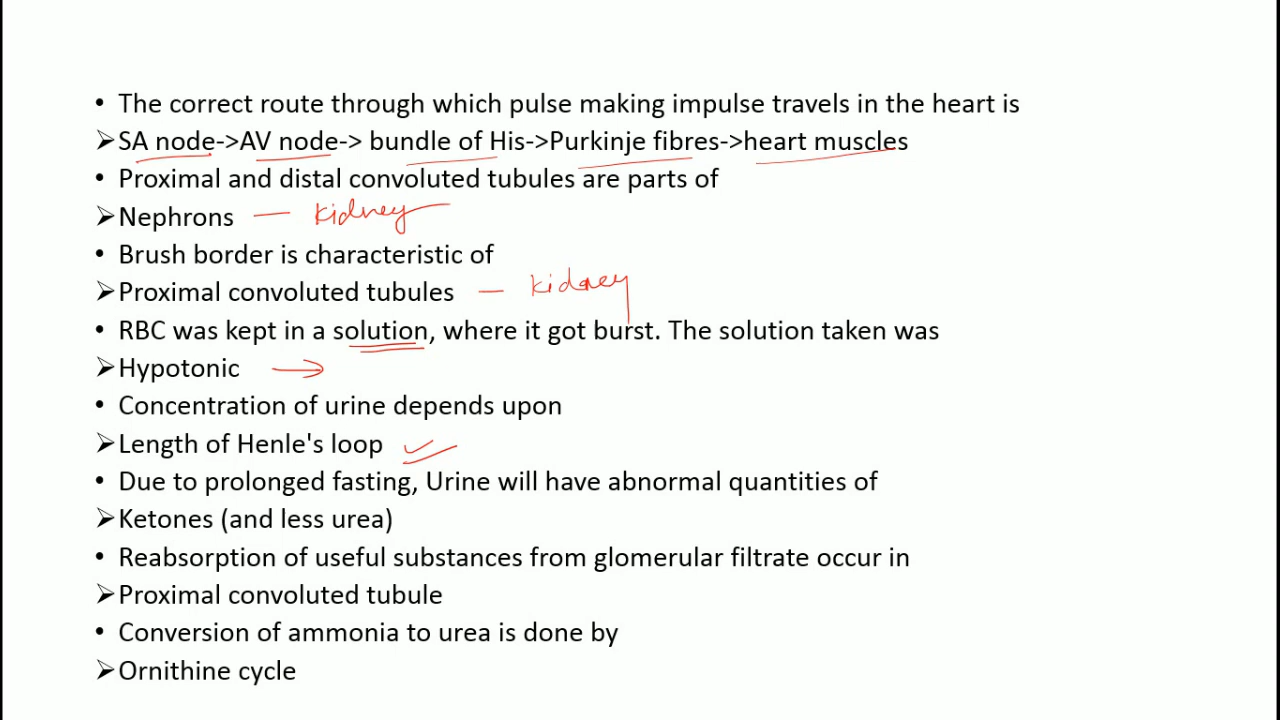 • The correct route through which pulse making impulse travels in the heart is
➢SA node->AV node-> bundle of His->Purkinje fibres->heart muscles
• Proximal and distal convoluted tubules are parts of
➢Nephrons — kidney
• Brush border is characteristic of
➢Proximal convoluted tubules — kidney
• RBC was kept in a solution, where it got burst. The solution taken was
➢Hypotonic →
• Concentration of urine depends upon
➢Length of Henle's loop ✓
• Due to prolonged fasting, Urine will have abnormal quantities of
➢Ketones (and less urea)
• Reabsorption of useful substances from glomerular filtrate occur in
➢Proximal convoluted tubule
• Conversion of ammonia to urea is done by
➢Ornithine cycle